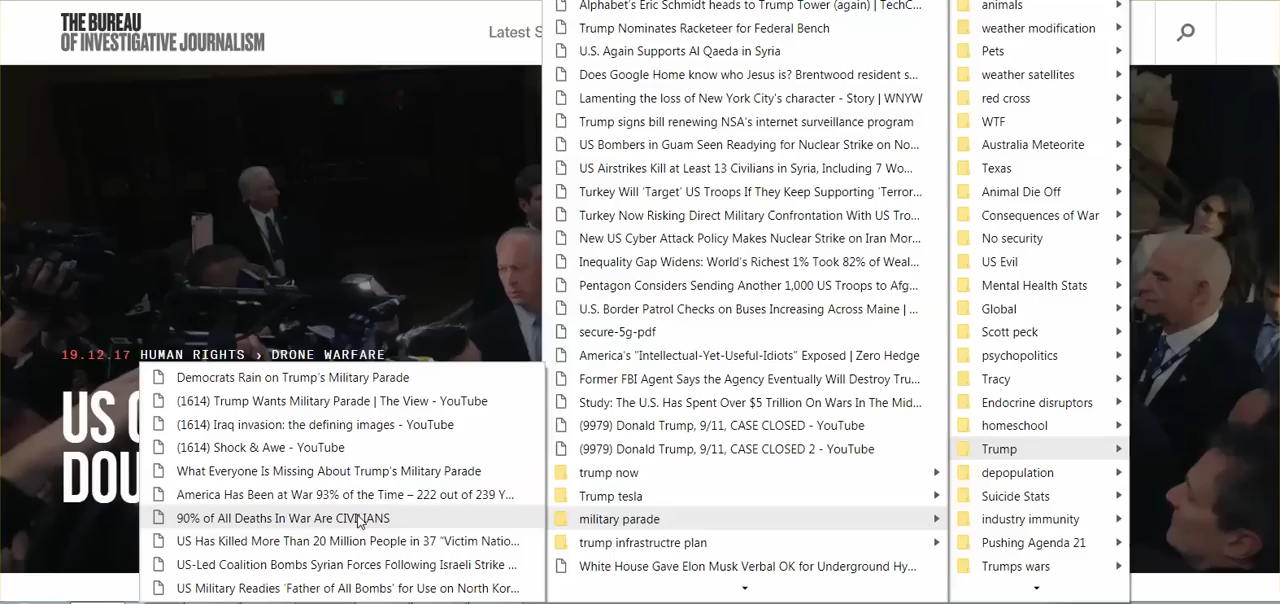 THE BUREAU
OF INVESTIGATIVE JOURNALISM
Latest S
19.12.17 HUMAN RIGHTS › DRONE WARFARE
US
DOU
Democrats Rain on Trump's Military Parade
(1614) Trump Wants Military Parade | The View - YouTube
(1614) Iraq invasion: the defining images - YouTube
(1614) Shock & Awe - YouTube
What Everyone Is Missing About Trump's Military Parade
America Has Been at War 93% of the Time – 222 out of 239 Y...
90% of All Deaths In War Are CIVILIANS
US Has Killed More Than 20 Million People in 37 “Victim Natio...
US-Led Coalition Bombs Syrian Forces Following Israeli Strike ...
US Military Readies 'Father of All Bombs' for Use on North Kor...
Alphabet's Eric Schmidt heads to Trump Tower (again) | TechC...
Trump Nominates Racketeer for Federal Bench
U.S. Again Supports Al Qaeda in Syria
Does Google Home know who Jesus is? Brentwood resident s...
Lamenting the loss of New York City's character - Story | WNYW
Trump signs bill renewing NSA's internet surveillance program
US Bombers in Guam Seen Readying for Nuclear Strike on No...
US Airstrikes Kill at Least 13 Civilians in Syria, Including 7 Wo...
Turkey Will 'Target' US Troops If They Keep Supporting 'Terror...
Turkey Now Risking Direct Military Confrontation With US Tro...
New US Cyber Attack Policy Makes Nuclear Strike on Iran Mor...
Inequality Gap Widens: World's Richest 1% Took 82% of Weal...
Pentagon Considers Sending Another 1,000 US Troops to Afg...
U.S. Border Patrol Checks on Buses Increasing Across Maine | ...
secure-5g-pdf
America's “Intellectual-Yet-Useful-Idiots” Exposed | Zero Hedge
Former FBI Agent Says the Agency Eventually Will Destroy Tru...
Study: The U.S. Has Spent Over $5 Trillion On Wars In The Mid...
(9979) Donald Trump, 9/11, CASE CLOSED - YouTube
(9979) Donald Trump, 9/11, CASE CLOSED 2 - YouTube
trump now
Trump tesla
military parade
trump infrastructre plan
White House Gave Elon Musk Verbal OK for Underground Hy...
animals
weather modification
Pets
weather satellites
red cross
WTF
Australia Meteorite
Texas
Animal Die Off
Consequences of War
No security
US Evil
Mental Health Stats
Global
Scott peck
psychopolitics
Tracy
Endocrine disruptors
homeschool
Trump
depopulation
Suicide Stats
industry immunity
Pushing Agenda 21
Trumps wars